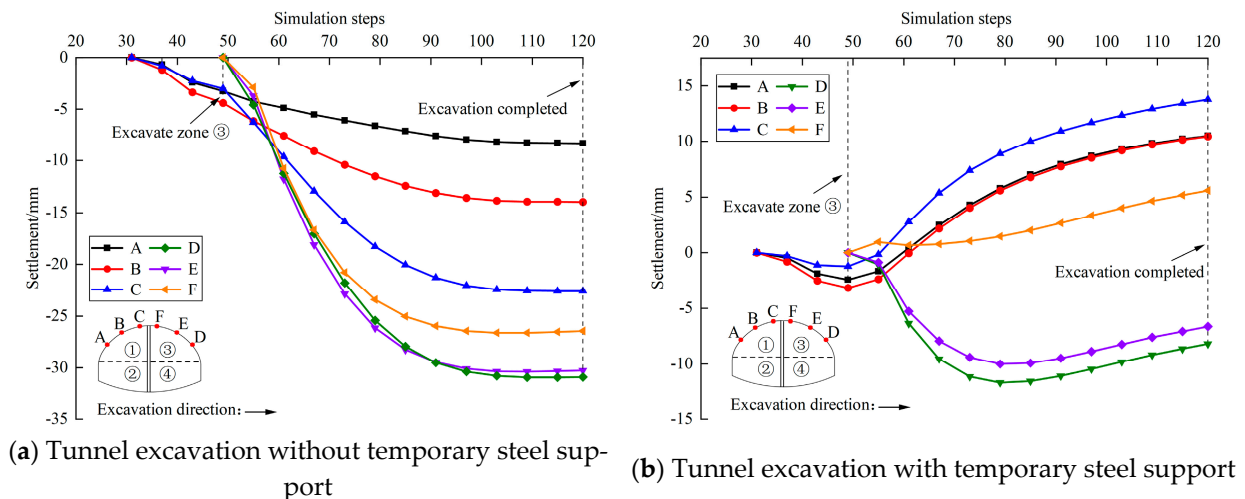 Simulation steps
20 30 40 50 60 70 80 90 100 110 120
0
-5
-10
-15
-20
-25
-30
-35
Settlement/mm
Excavate zone ③
Excavation completed
A D
B E
C F
A B C F E D
① ③
② ④
Excavation direction:
(a) Tunnel excavation without temporary steel sup-
port
Simulation steps
20 30 40 50 60 70 80 90 100 110 120
15
10
5
0
-5
-10
-15
Settlement/mm
A D
B E
C F
Excavate zone ③
Excavation completed
A B C F E D
① ③
② ④
Excavation direction:
(b) Tunnel excavation with temporary steel support